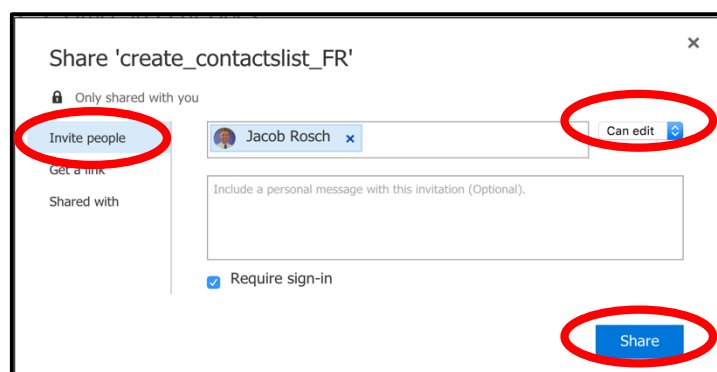 Share 'create_contactslist_FR'
Only shared with you
Invite people
Jacob Rosch x
Can edit
Get a link
Include a personal message with this invitation (Optional).
Shared with
Require sign-in
Share